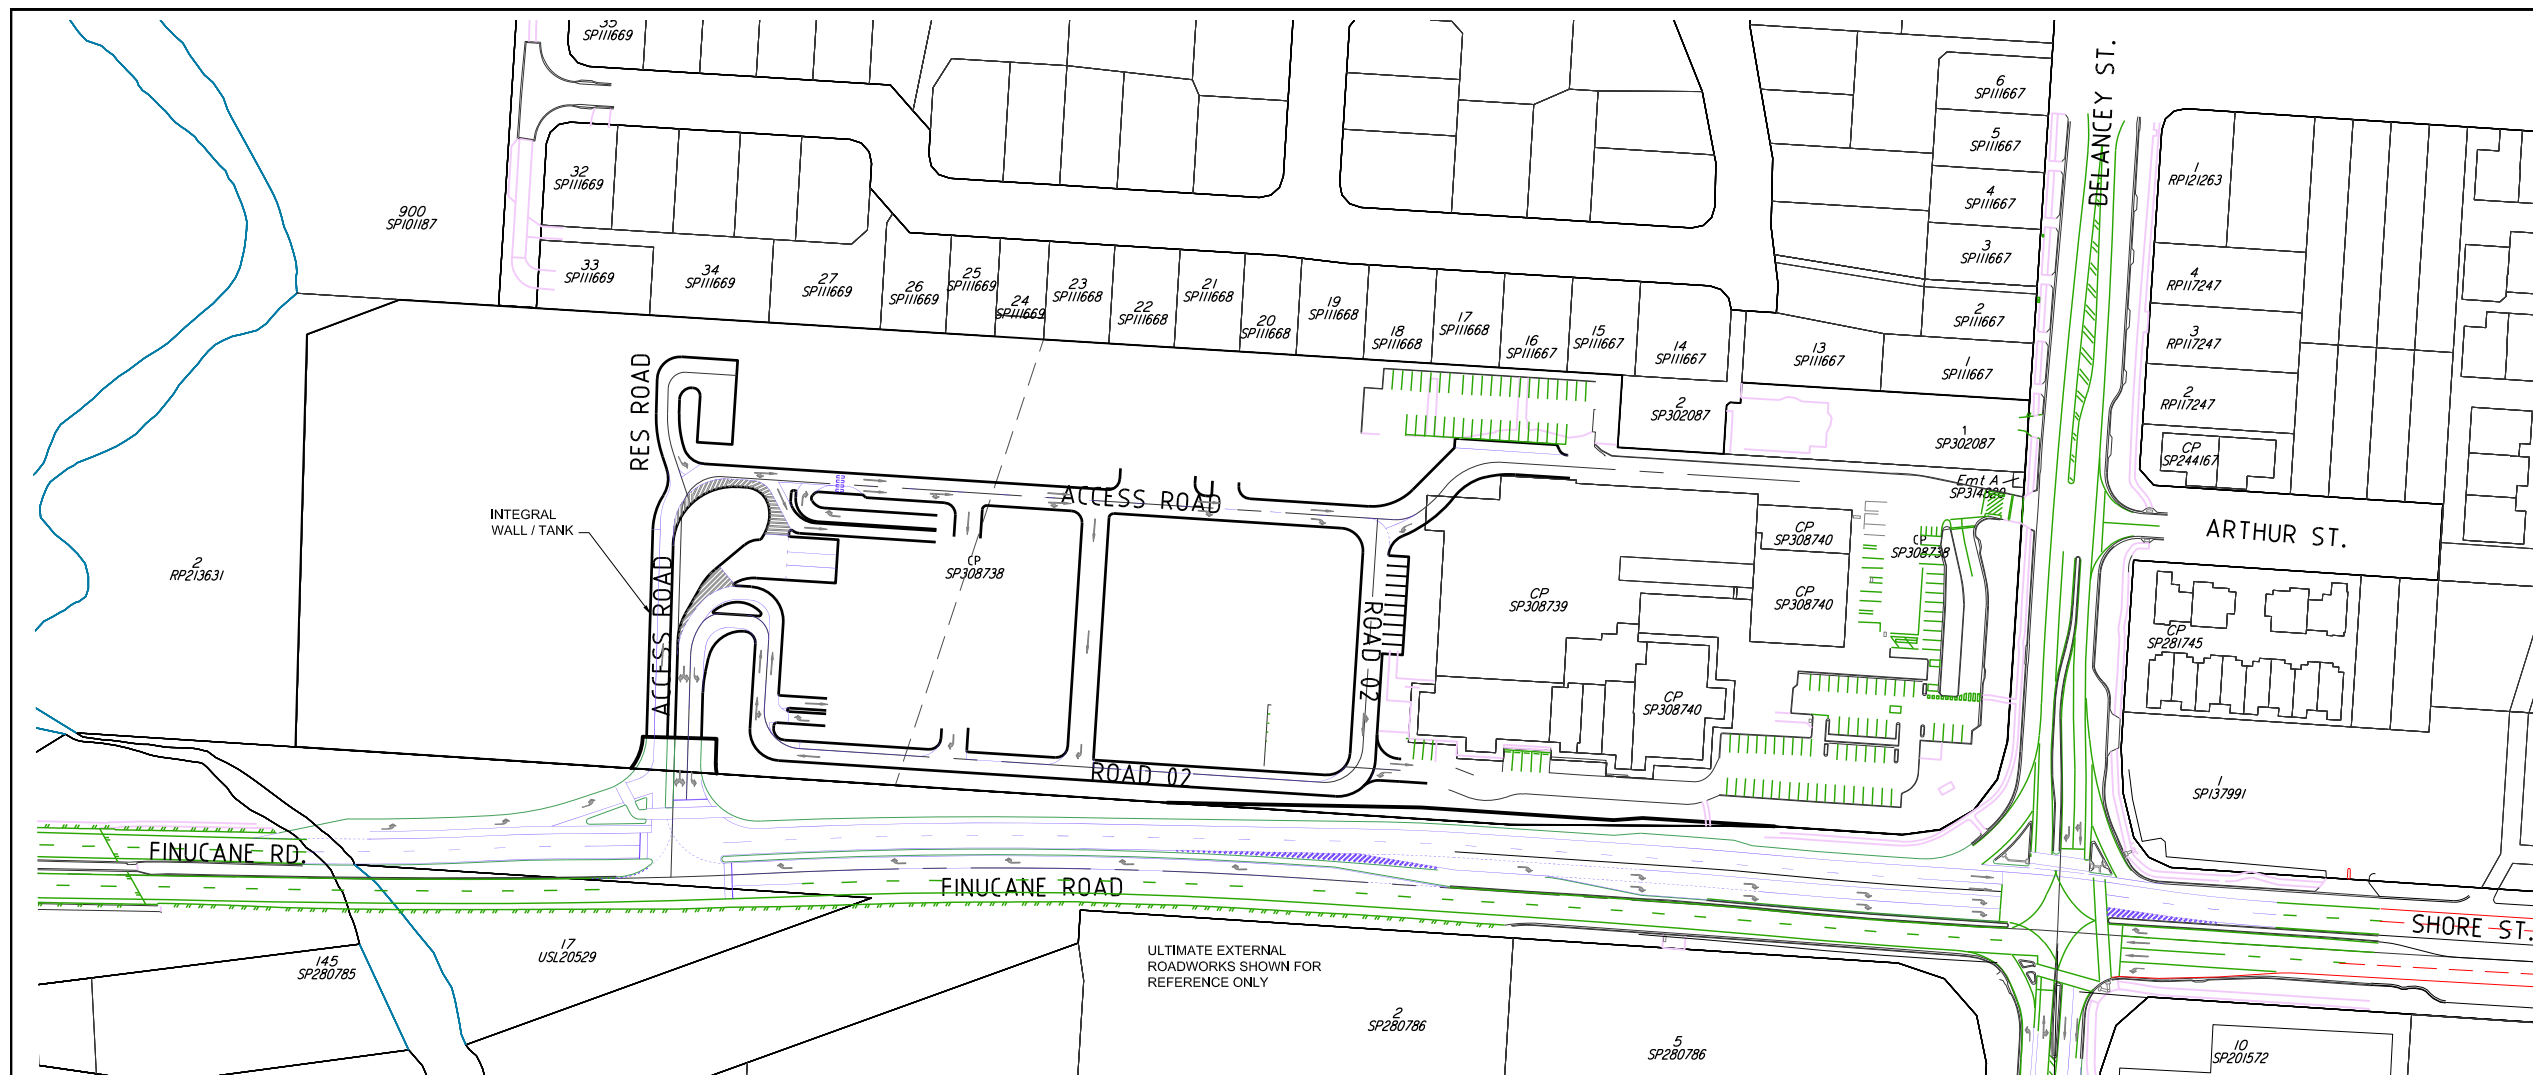 35
SP111669
DELANCEY ST.
6
SP111667
5
SP111667
4
SP111667
3
SP111667
2
SP111667
1
SP111667
1
RP121263
4
RP117247
3
RP117247
2
RP117247
CP
SP244167
32
SP111669
900
SP101187
33
SP111669
34
SP111669
27
SP111669
26
SP111669
25
SP111669
24
SP111669
23
SP111668
22
SP111668
21
SP111668
20
SP111668
19
SP111668
18
SP111668
17
SP111668
16
SP111667
15
SP111667
14
SP111667
13
SP111667
2
SP302087
1
SP302087
Emt A
SP314820
RES ROAD
ACCESS ROAD
INTEGRAL
WALL / TANK
ACCESS ROAD
2
RP213631
CP
SP308738
ROAD 02
ROAD 02
CP
SP308739
CP
SP308740
CP
SP308740
CP
SP308740
CP
SP308738
ARTHUR ST.
CP
SP281745
1
SP137991
FINUCANE RD.
FINUCANE ROAD
SHORE ST.
17
USL20529
145
SP280785
ULTIMATE EXTERNAL
ROADWORKS SHOWN FOR
REFERENCE ONLY
2
SP280786
5
SP280786
10
SP201572